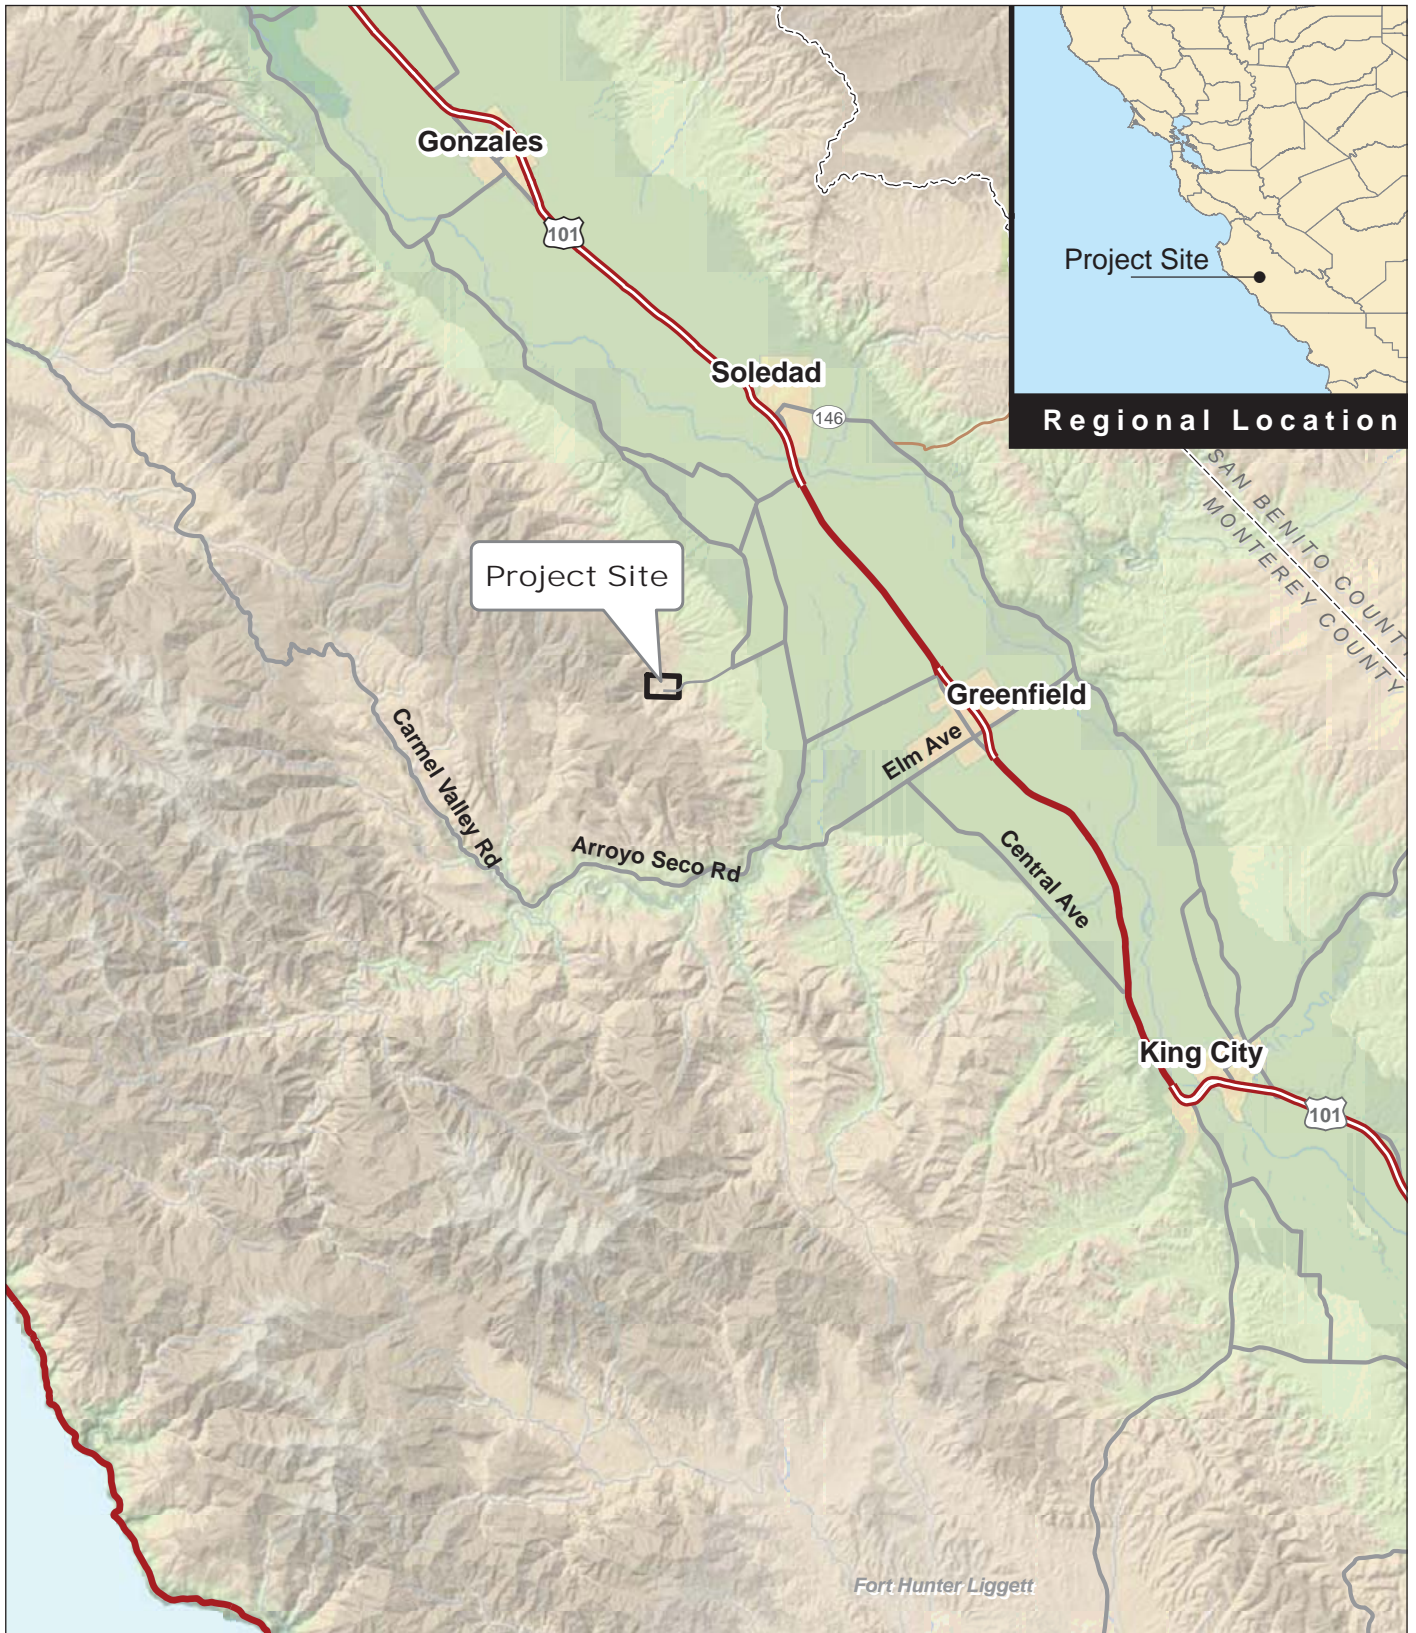 Gonzales
101
Project Site
Regional Location
Soledad
146
SAN BENITO COUNTY
MONTEREY COUNTY
Project Site
Greenfield
Elm Ave
Carmel Valley Rd
Arroyo Seco Rd
Central Ave
King City
101
Fort Hunter Liggett